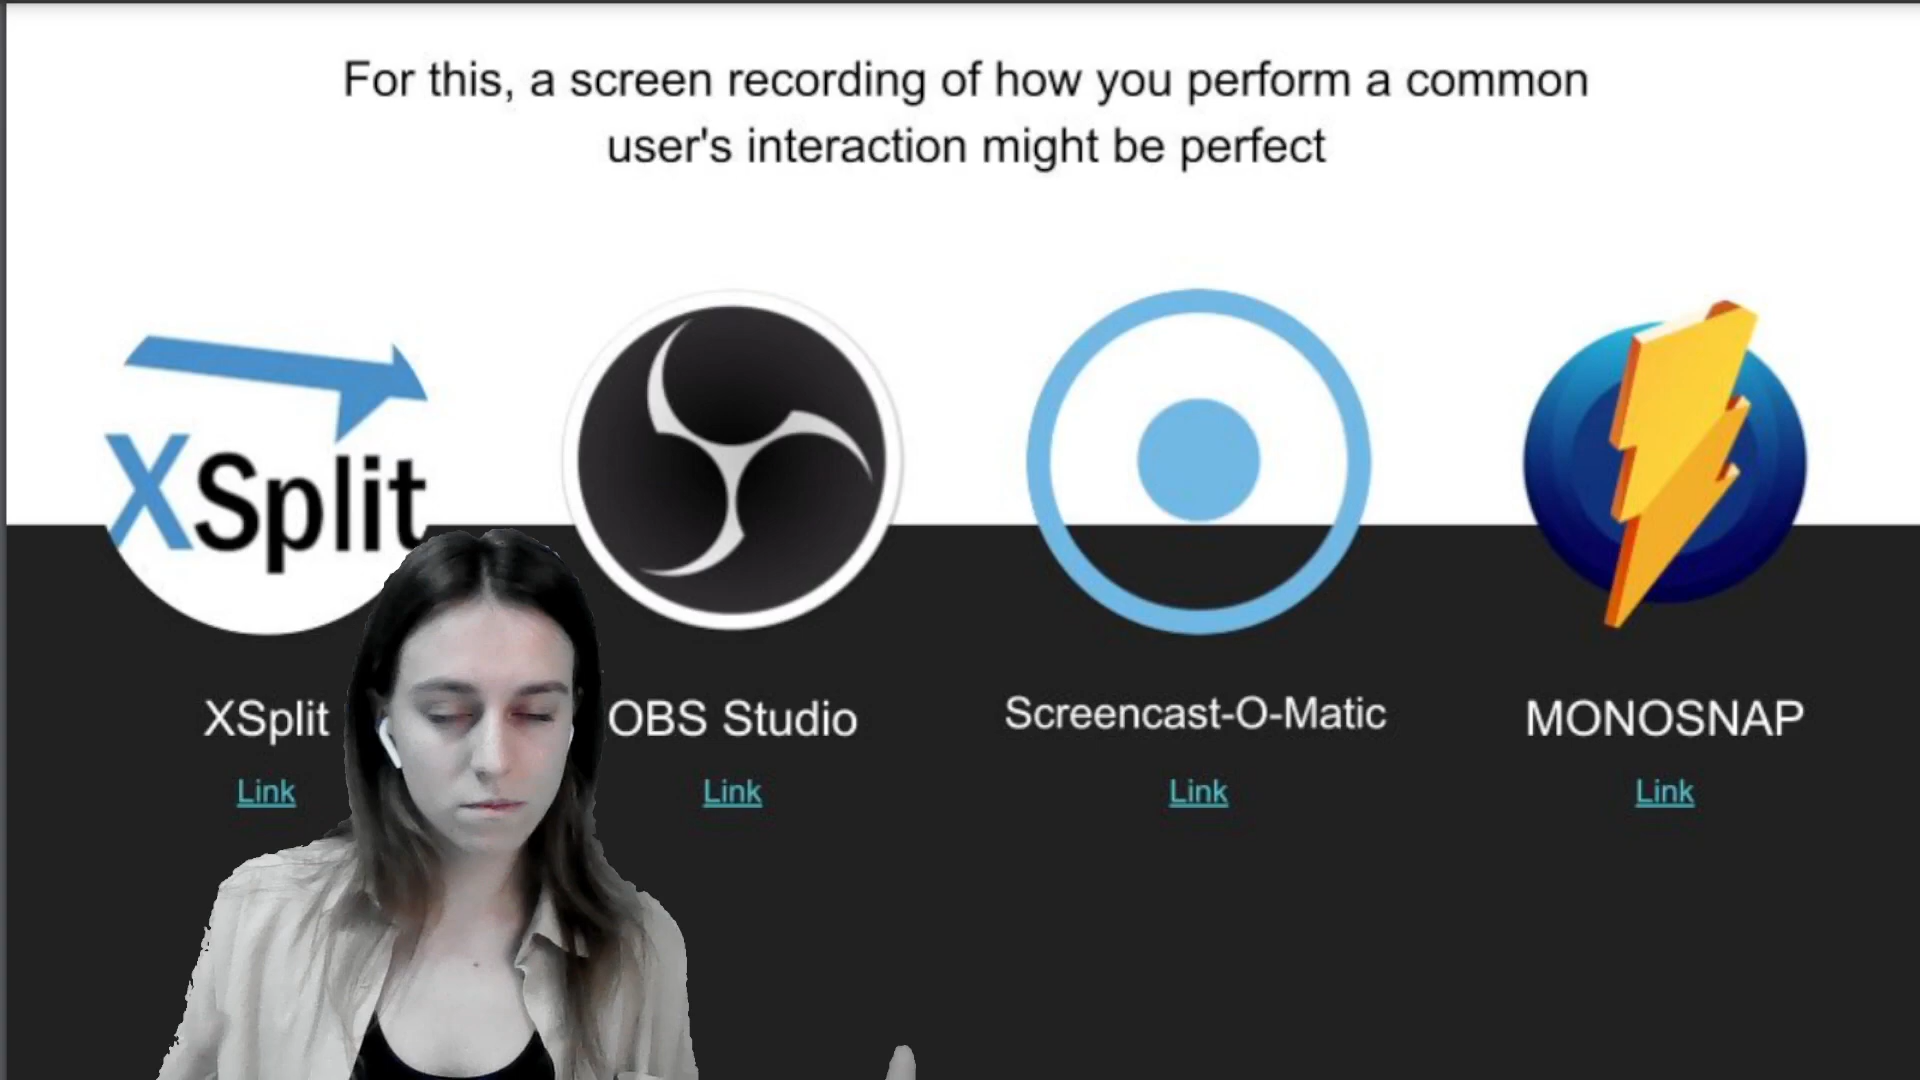 For this, a screen recording of how you perform a common
user's interaction might be perfect
XSplit
XSplit
OBS Studio
Screencast-O-Matic
MONOSNAP
Link
Link
Link
Link